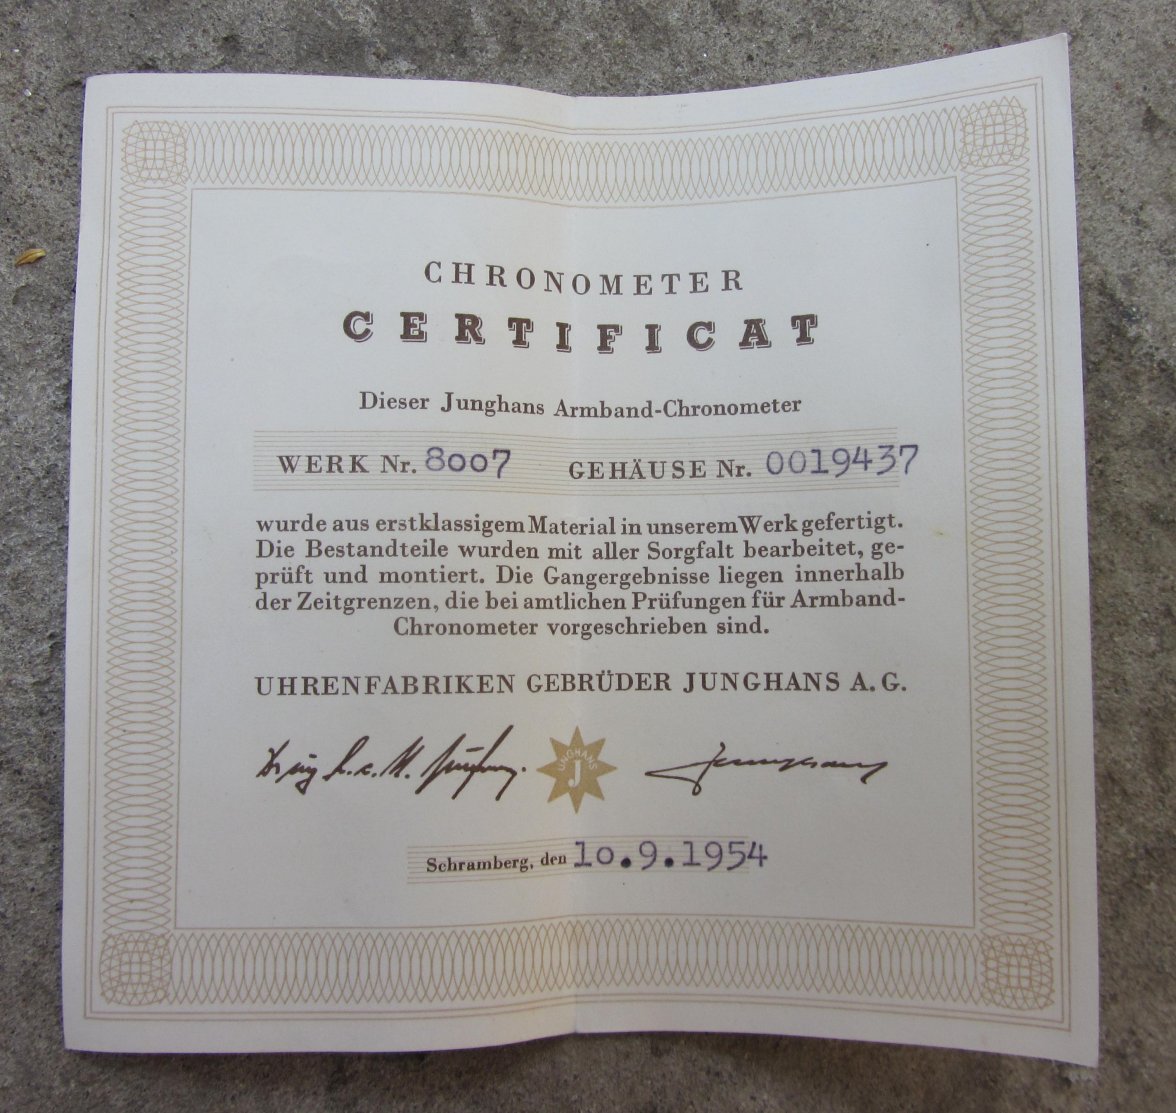 CHRONOMETER
CERTIFICAT
Dieser Junghans Armband-Chronometer
WERK Nr. 8007 GEHÄUSE Nr. 0019437
wurde aus erstklassigem Material in unserem Werk gefertigt.
Die Bestandteile wurden mit aller Sorgfalt bearbeitet, ge-
prüft und montiert. Die Gangergebnisse liegen innerhalb
der Zeitgrenzen, die bei amtlichen Prüfungen für Armband-
Chronometer vorgeschrieben sind.
UHRENFABRIKEN GEBRÜDER JUNGHANS A. G.
JUNGHANS
J
Junghans
Schramberg, den 10.9.1954